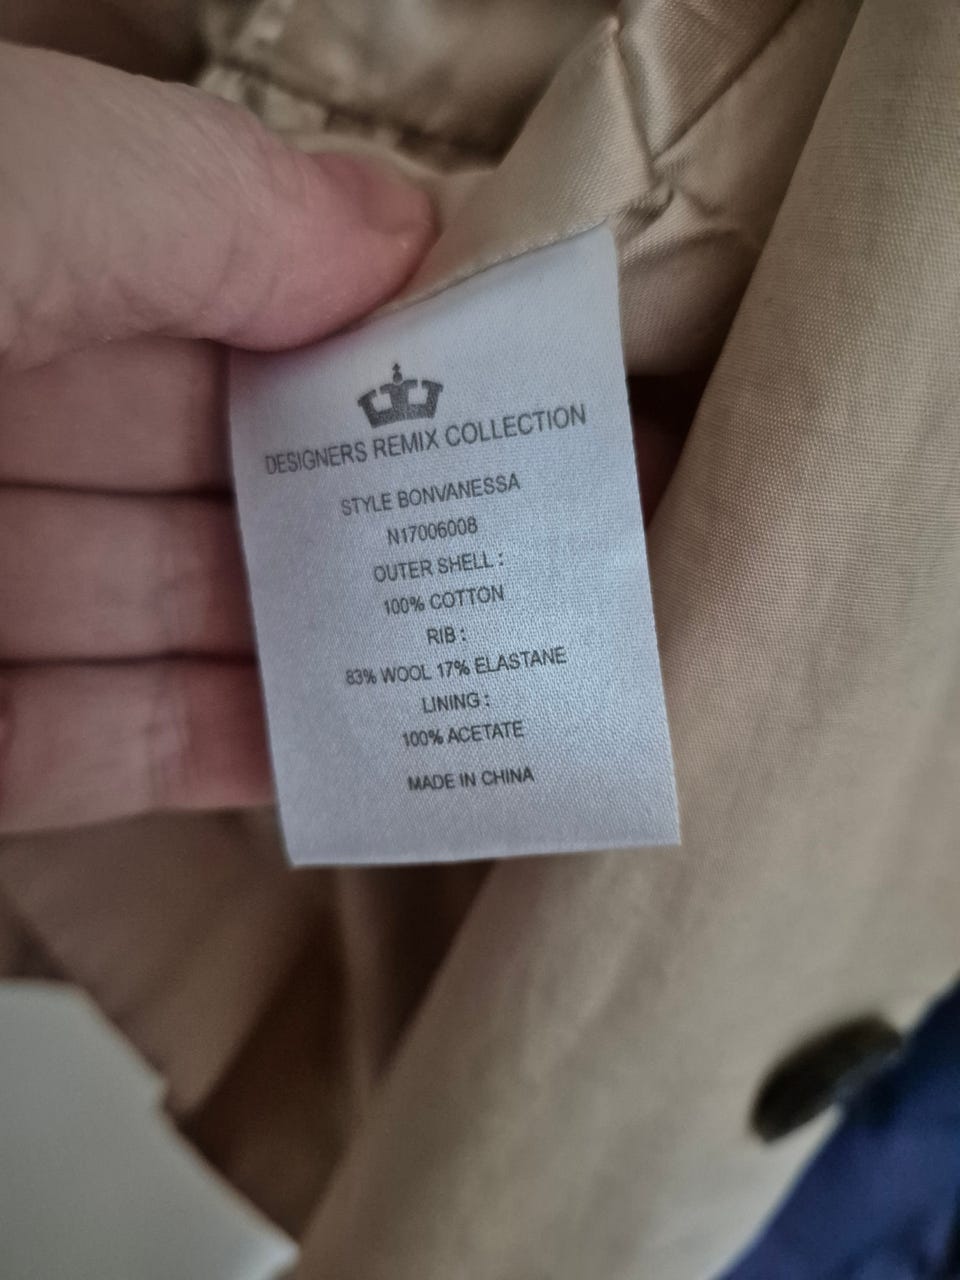 DESIGNERS REMIX COLLECTION
STYLE BONVANESSA
N17006008
OUTER SHELL :
100% COTTON
RIB :
83% WOOL 17% ELASTANE
LINING :
100% ACETATE
MADE IN CHINA